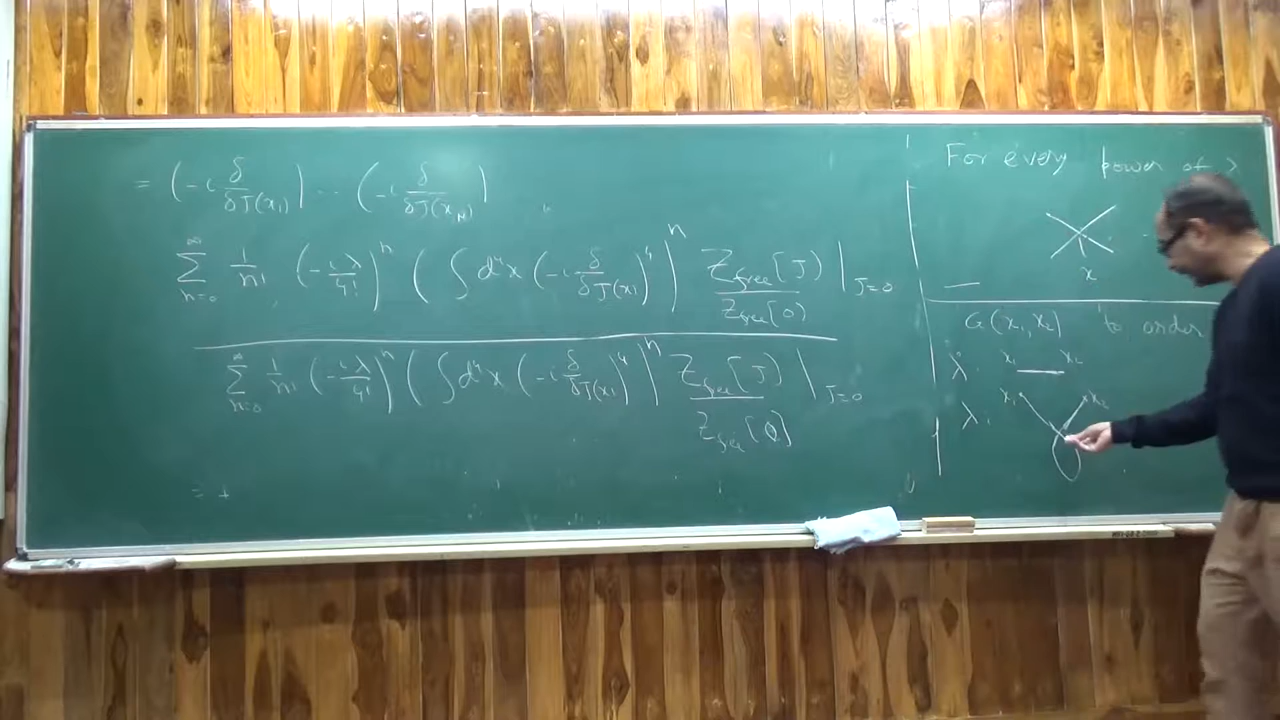 = (-i δ/δJ(x₁)) ... (-i δ/δJ(x_N))
∑_{n=0}^∞ 1/n! (-iλ/4!)^n (∫d⁴x (-i δ/δJ(x))⁴)^n Z_free[J]/Z_free[0] |_{J=0}
∑_{n=0}^∞ 1/n! (-iλ/4!)^n (∫d⁴x (-i δ/δJ(x))⁴)^n Z_free[J]/Z_free[0] |_{J=0}
=
For every power of λ
x
G(x₁, x₂) to order
λ⁰. x₁ x₂
λ. x₁ x₂